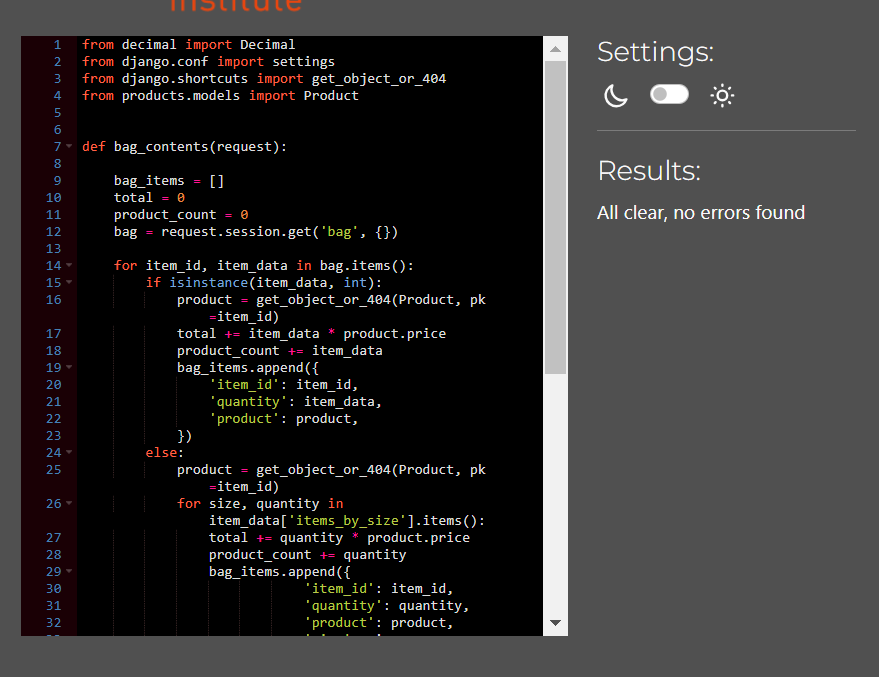 institute
1 from decimal import Decimal
2 from django.conf import settings
3 from django.shortcuts import get_object_or_404
4 from products.models import Product
5
6
7 def bag_contents(request):
8
9     bag_items = []
10     total = 0
11     product_count = 0
12     bag = request.session.get('bag', {})
13
14     for item_id, item_data in bag.items():
15         if isinstance(item_data, int):
16             product = get_object_or_404(Product, pk
=item_id)
17             total += item_data * product.price
18             product_count += item_data
19             bag_items.append({
20                 'item_id': item_id,
21                 'quantity': item_data,
22                 'product': product,
23             })
24         else:
25             product = get_object_or_404(Product, pk
=item_id)
26             for size, quantity in
item_data['items_by_size'].items():
27                 total += quantity * product.price
28                 product_count += quantity
29                 bag_items.append({
30                             'item_id': item_id,
31                             'quantity': quantity,
32                             'product': product,
Settings:
Results:
All clear, no errors found